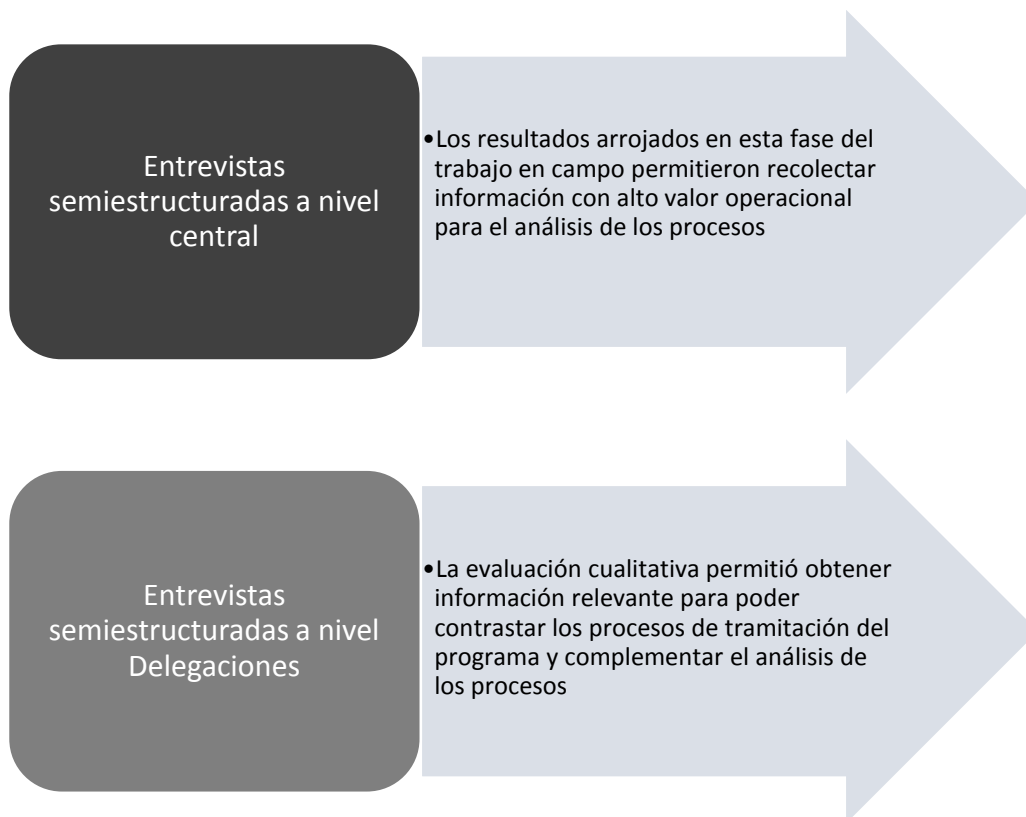 Entrevistas
semiestructuradas a nivel
central
•Los resultados arrojados en esta fase del
trabajo en campo permitieron recolectar
información con alto valor operacional
para el análisis de los procesos
Entrevistas
semiestructuradas a nivel
Delegaciones
•La evaluación cualitativa permitió obtener
información relevante para poder
contrastar los procesos de tramitación del
programa y complementar el análisis de
los procesos